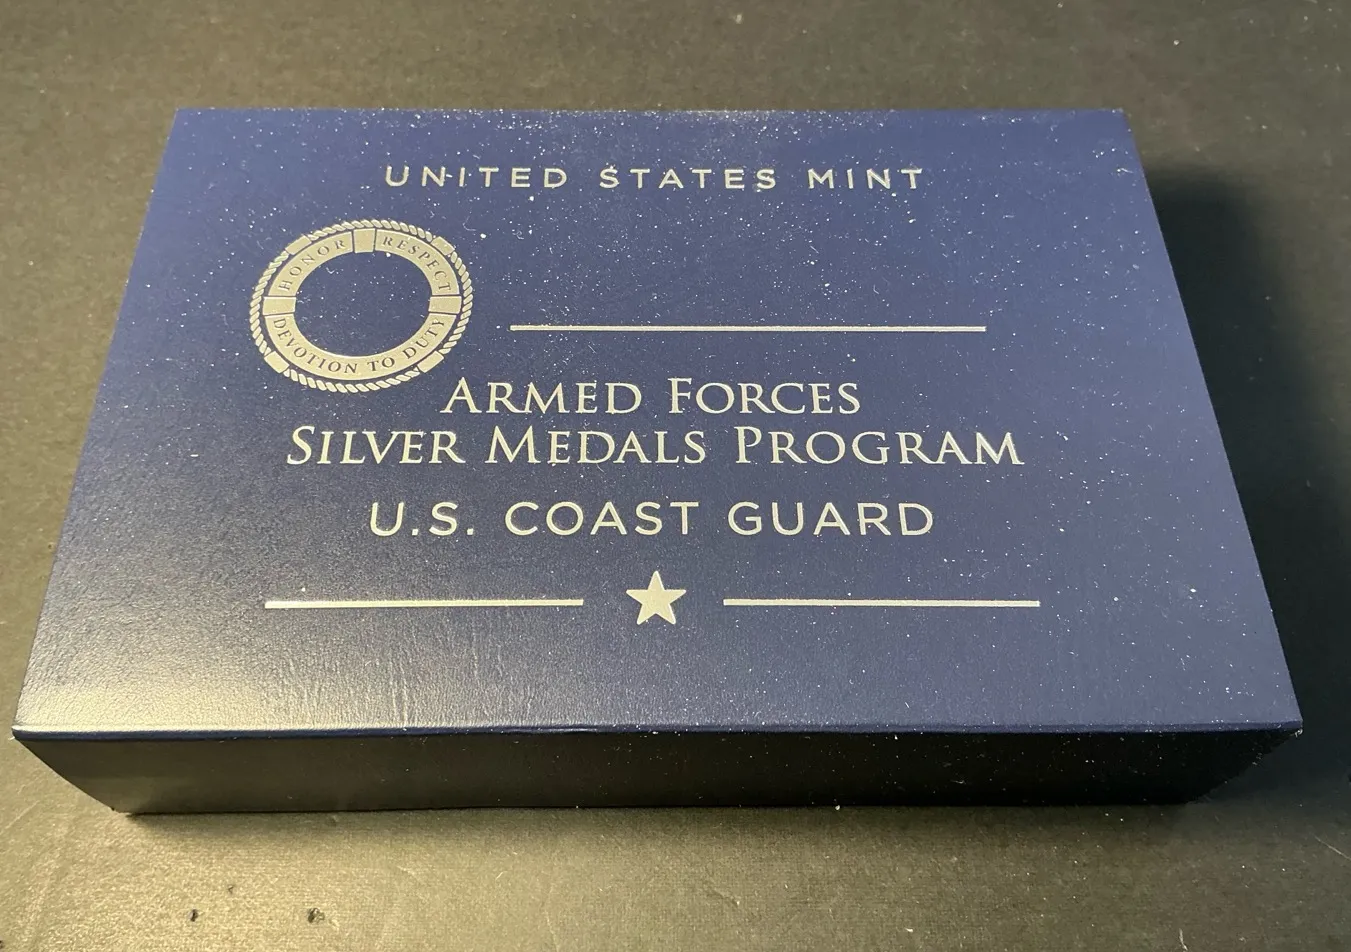 UNITED STATES MINT
HONOR RESPECT
DEVOTION TO DUTY
ARMED FORCES
SILVER MEDALS PROGRAM
U.S. COAST GUARD